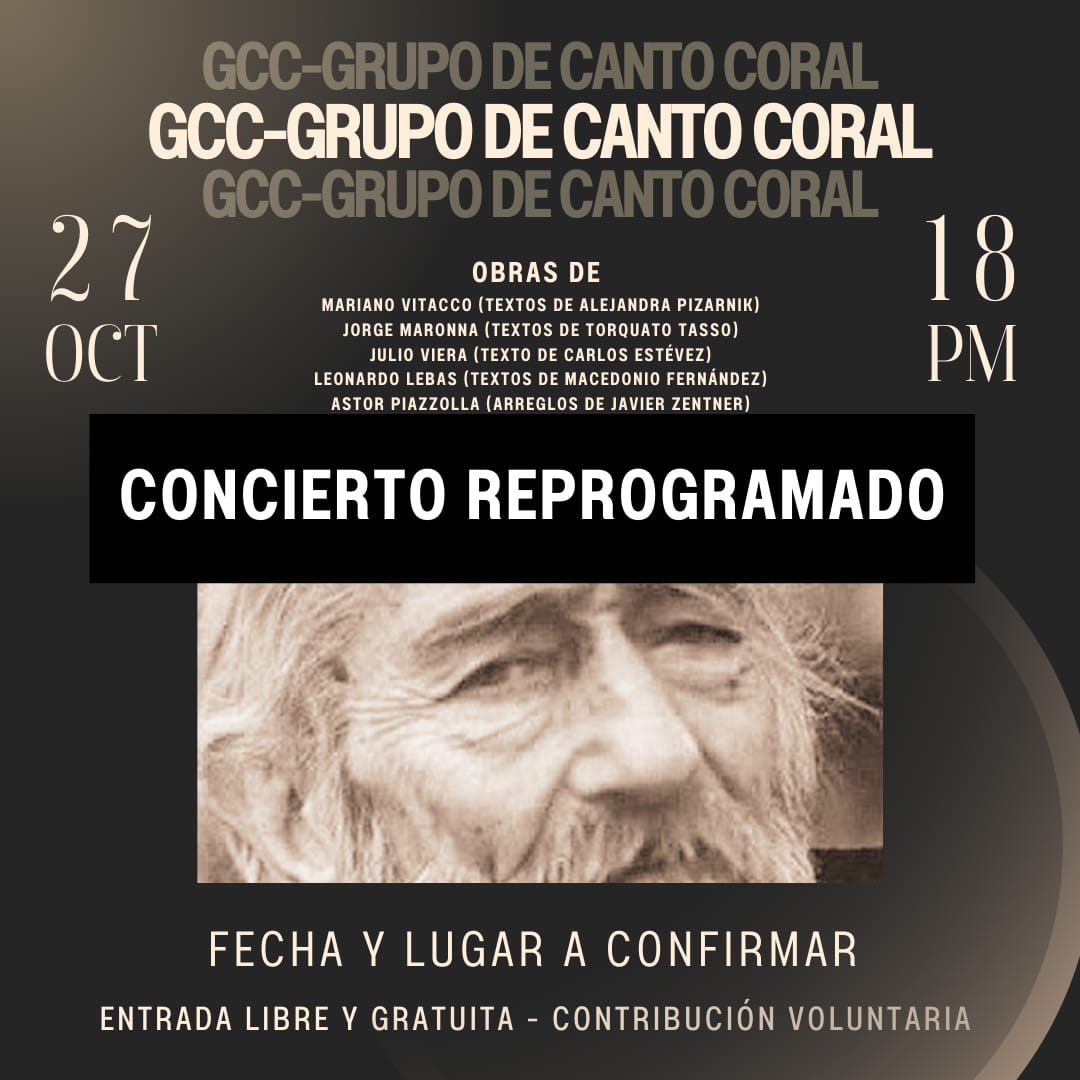 GCC-GRUPO DE CANTO CORAL
GCC-GRUPO DE CANTO CORAL
GCC-GRUPO DE CANTO CORAL
27
OCT
18
PM
OBRAS DE
MARIANO VITACCO (TEXTOS DE ALEJANDRA PIZARNIK)
JORGE MARONNA (TEXTOS DE TORQUATO TASSO)
JULIO VIERA (TEXTO DE CARLOS ESTÉVEZ)
LEONARDO LEBAS (TEXTOS DE MACEDONIO FERNÁNDEZ)
ASTOR PIAZZOLLA (ARREGLOS DE JAVIER ZENTNER)
CONCIERTO REPROGRAMADO
FECHA Y LUGAR A CONFIRMAR
ENTRADA LIBRE Y GRATUITA - CONTRIBUCIÓN VOLUNTARIA